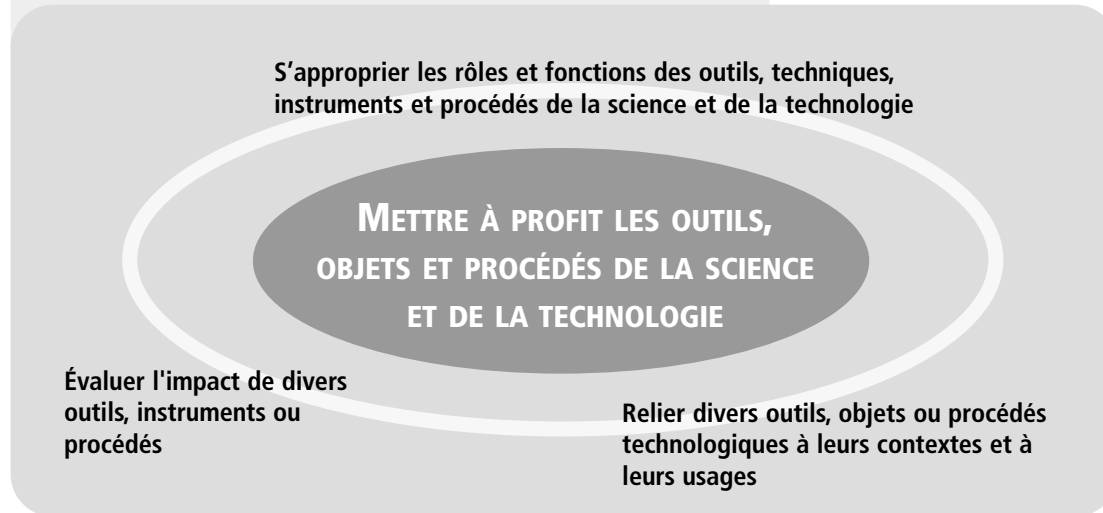 S’approprier les rôles et fonctions des outils, techniques,
instruments et procédés de la science et de la technologie
METTRE À PROFIT LES OUTILS,
OBJETS ET PROCÉDÉS DE LA SCIENCE
ET DE LA TECHNOLOGIE
Évaluer l'impact de divers
outils, instruments ou
procédés
Relier divers outils, objets ou procédés
technologiques à leurs contextes et à
leurs usages